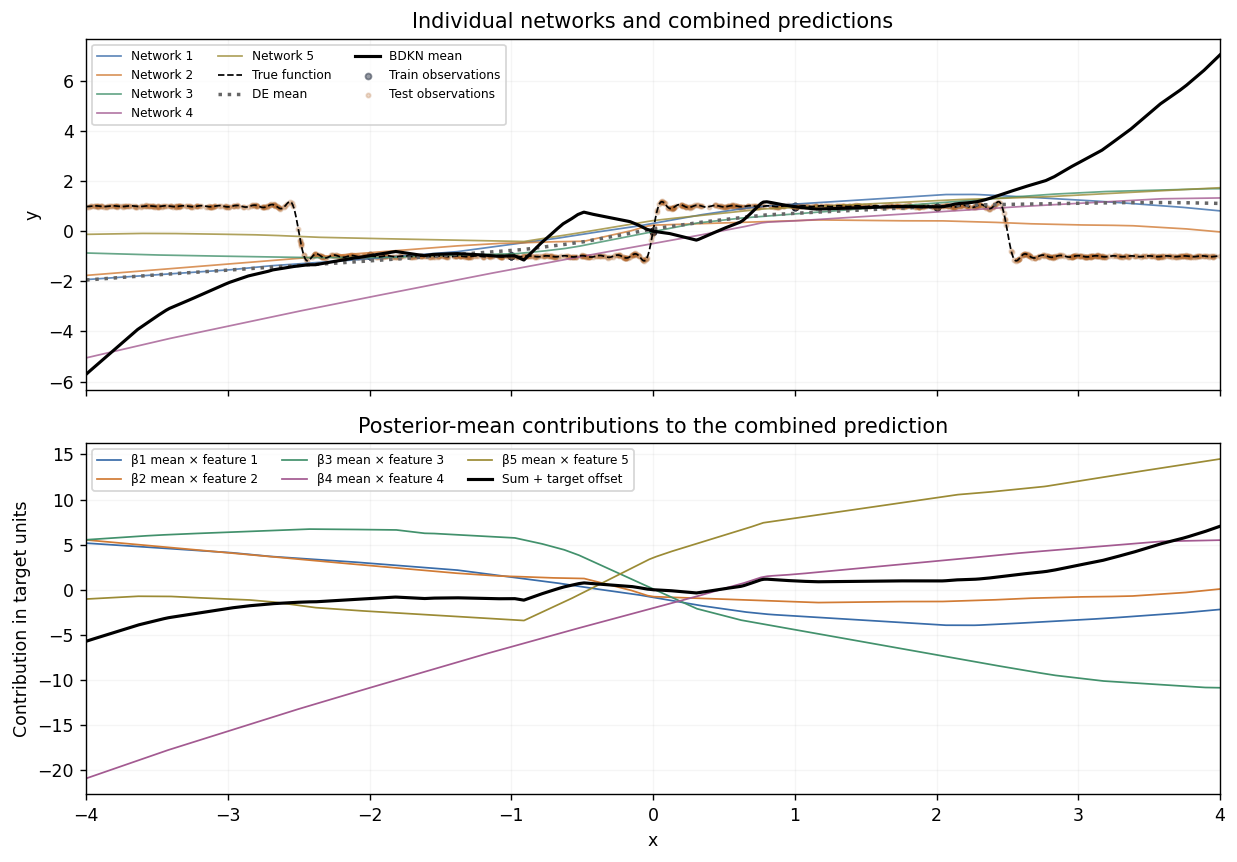 Individual networks and combined predictions
Network 1
Network 2
Network 3
Network 4
Network 5
True function
DE mean
BDKN mean
Train observations
Test observations
y
6
4
2
0
−2
−4
−6
Posterior-mean contributions to the combined prediction
β1 mean × feature 1
β2 mean × feature 2
β3 mean × feature 3
β4 mean × feature 4
β5 mean × feature 5
Sum + target offset
Contribution in target units
15
10
5
0
−5
−10
−15
−20
−4 −3 −2 −1 0 1 2 3 4
x